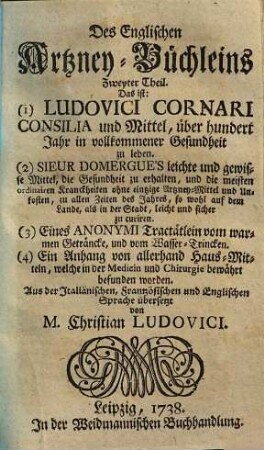 Des Englischen
Artzney-Büchleins
Zweyter Theil.
Das ist:
(1) LUDOVICI CORNARI
CONSILIA und Mittel, über hundert
Jahr in vollkommener Gesundheit
zu leben.
(2) SIEUR DOMERGUE'S leichte und gewis-
se Mittel, die Gesundheit zu erhalten, und die meisten
ordinairen Kranckheiten ohne eintzige Artzney-Mittel und Un-
kosten, zu allen Zeiten des Jahres, so wohl auf dem
Lande, als in der Stadt, leicht und sicher
zu curiren.
(3) Eines ANONYMI Tractätlein vom war-
men Geträncke, und vom Wasser-Trincken.
(4) Ein Anhang von allerhand Haus-Mit-
teln, welche in der Medicin und Chirurgie bewährt
befunden worden.
Aus der Italiänischen, Frantzösischen und Englischen
Sprache übersetzt
von
M. Christian LUDOVICI.
Leipzig, 1738.
In der Weidmannischen Buchhandlung.